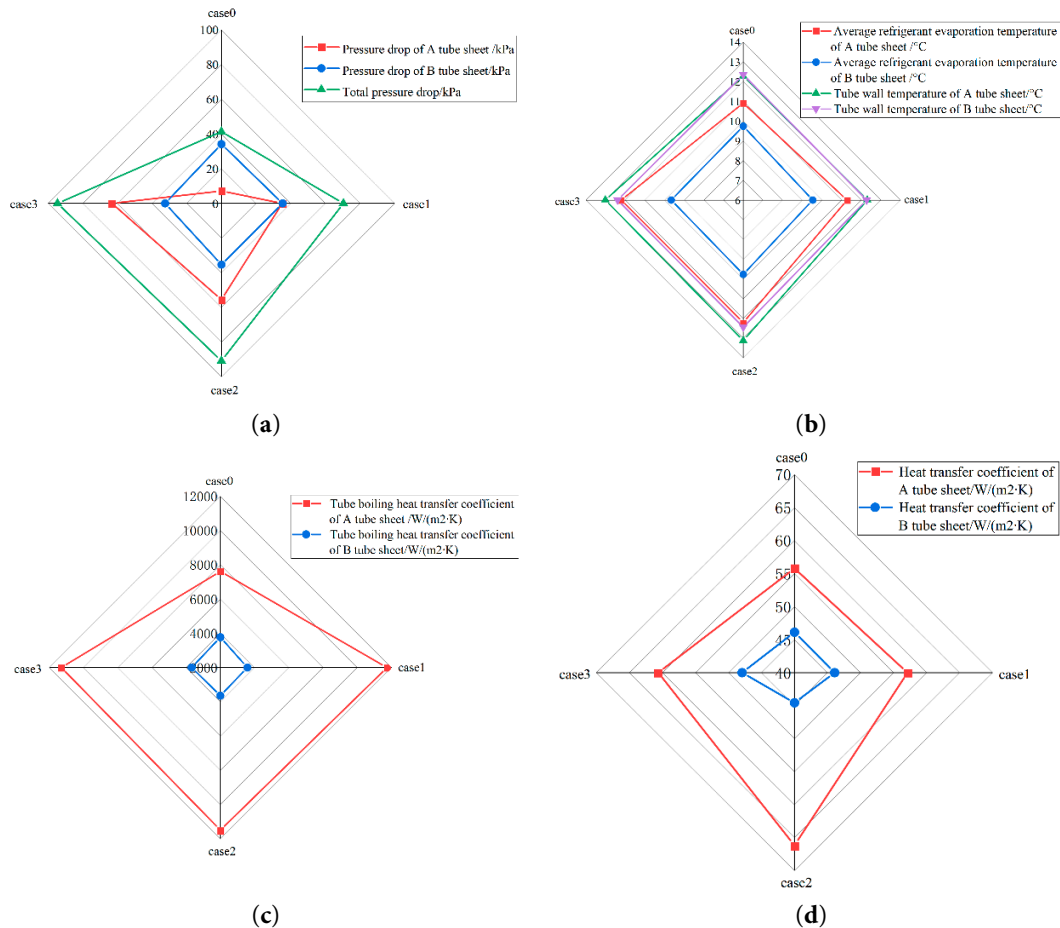 case0
100
80
60
40
20
0
case3
case1
case2
Pressure drop of A tube sheet /kPa
Pressure drop of B tube sheet/kPa
Total pressure drop/kPa
(a)
case0
14
13
12
11
10
9
8
7
6
case3
case1
case2
Average refrigerant evaporation temperature
of A tube sheet /°C
Average refrigerant evaporation temperature
of B tube sheet /°C
Tube wall temperature of A tube sheet/°C
Tube wall temperature of B tube sheet/°C
(b)
case0
12000
10000
8000
6000
4000
2000
case3
case1
case2
Tube boiling heat transfer coefficient
of A tube sheet /W/(m2·K)
Tube boiling heat transfer coefficient
of B tube sheet/W/(m2·K)
(c)
case0
70
65
60
55
50
45
40
case3
case1
case2
Heat transfer coefficient of
A tube sheet/W/(m2·K)
Heat transfer coefficient of
B tube sheet/W/(m2·K)
(d)